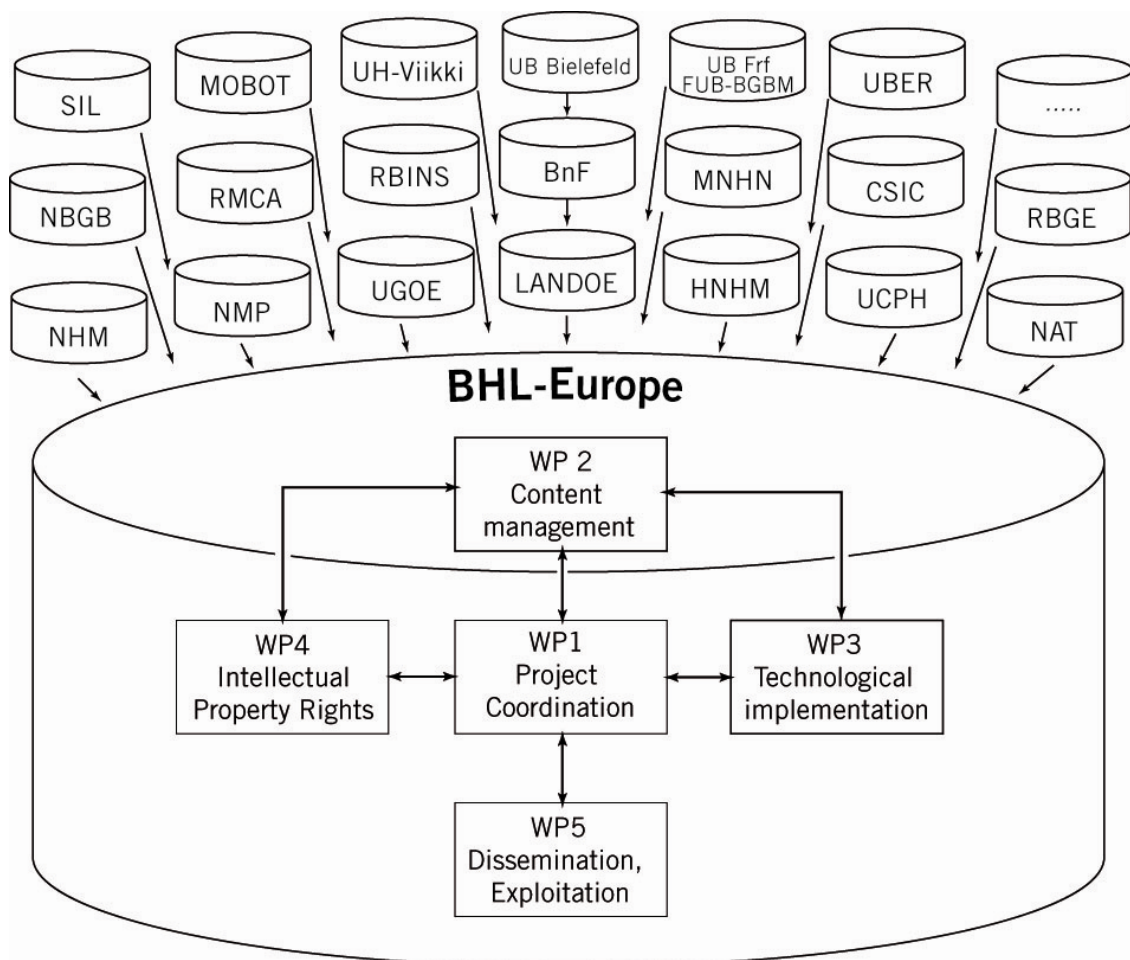 SIL
MOBOT
UH-Viikki
UB Bielefeld
UB Frf
FUB-BGBM
UBER
.....
NBGB
RMCA
RBINS
BnF
MNHN
CSIC
RBGE
NHM
NMP
UGOE
LANDOE
HNHM
UCPH
NAT
BHL-Europe
WP 2
Content
management
WP4
Intellectual
Property Rights
WP1
Project
Coordination
WP3
Technological
implementation
WP5
Dissemination,
Exploitation